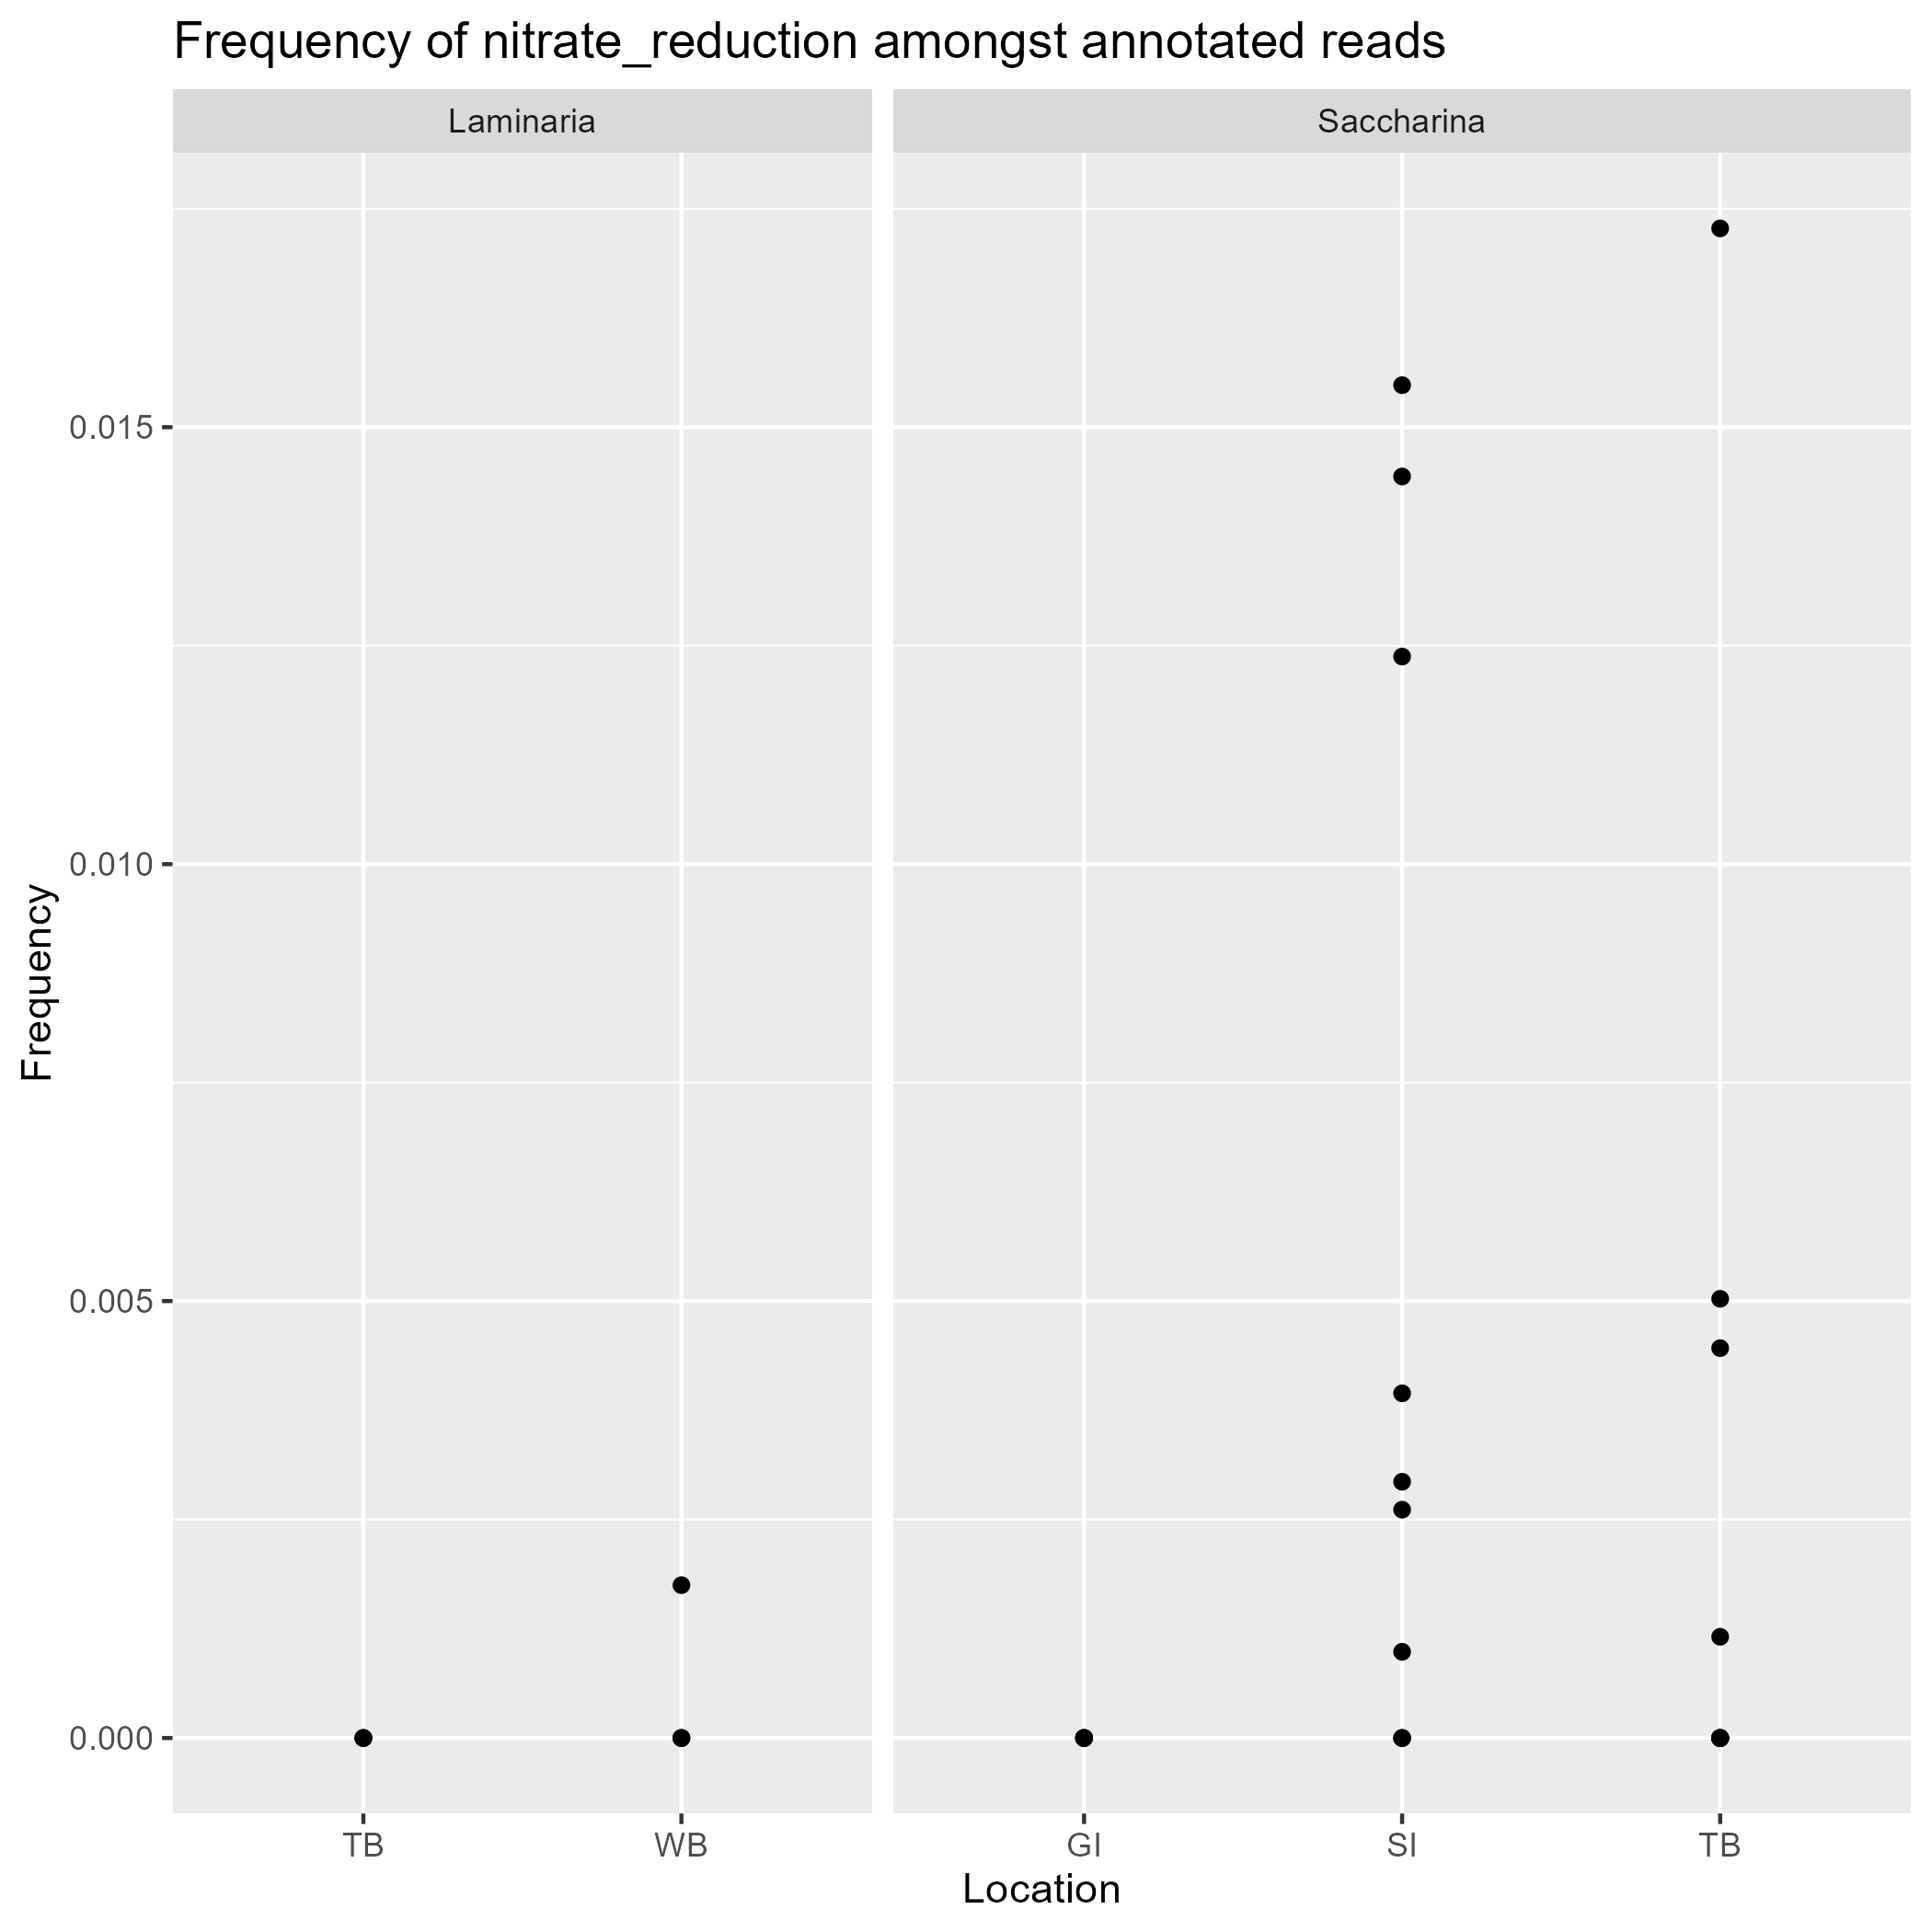 Frequency of nitrate_reduction amongst annotated reads
Laminaria
Saccharina
Frequency
0.015
0.010
0.005
0.000
TB
WB
GI
SI
TB
Location